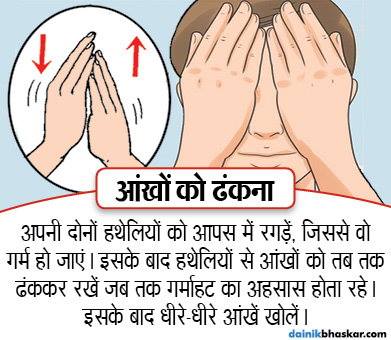 आंखों को ढंकना
अपनी दोनों हथेलियों को आपस में रगड़ें, जिससे वो
गर्म हो जाएं। इसके बाद हथेलियों से आंखों को तब तक
ढंककर रखें जब तक गर्माहट का अहसास होता रहे।
इसके बाद धीरे-धीरे आंखें खोलें।
dainikbhaskar.com